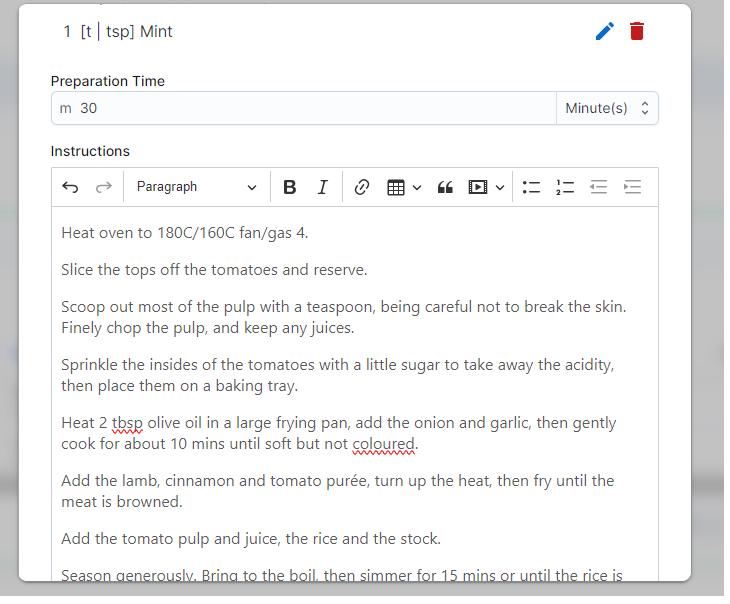 1 [t | tsp] Mint
Preparation Time
m 30 Minute(s)
Instructions
Paragraph B I
Heat oven to 180C/160C fan/gas 4.
Slice the tops off the tomatoes and reserve.
Scoop out most of the pulp with a teaspoon, being careful not to break the skin.
Finely chop the pulp, and keep any juices.
Sprinkle the insides of the tomatoes with a little sugar to take away the acidity,
then place them on a baking tray.
Heat 2 tbsp olive oil in a large frying pan, add the onion and garlic, then gently
cook for about 10 mins until soft but not coloured.
Add the lamb, cinnamon and tomato purée, turn up the heat, then fry until the
meat is browned.
Add the tomato pulp and juice, the rice and the stock.
Season generously. Bring to the boil, then simmer for 15 mins or until the rice is